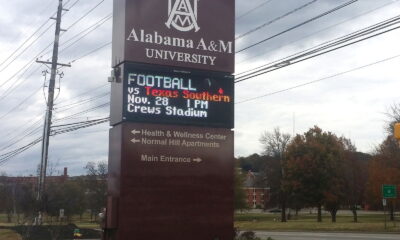 AM
Alabama A&M
UNIVERSITY
FOOTBALL
vs Texas Southern
Nov. 28 1 PM
Crews Stadium
←Health & Wellness Center
←Normal Hill Apartments
Main Entrance→